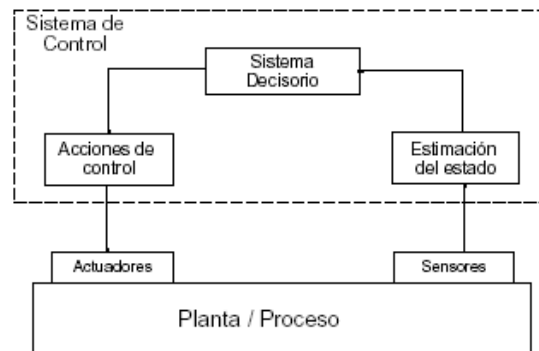 Sistema de
Control
Sistema
Decisorio
Acciones de
control
Estimación
del estado
Actuadores
Sensores
Planta / Proceso